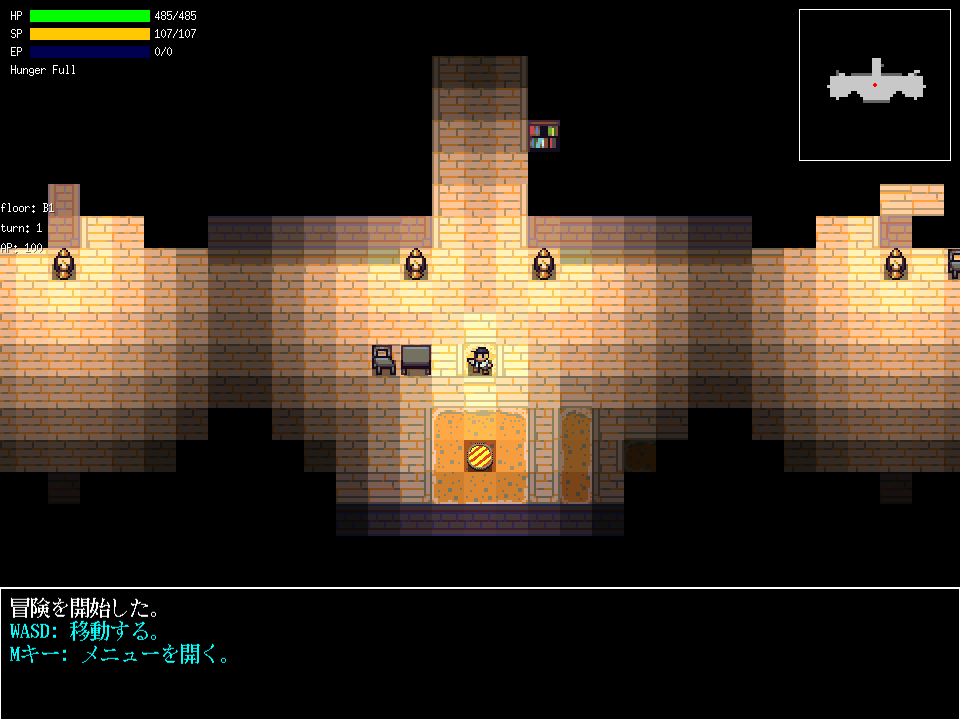 HP 485/485
SP 107/107
EP 0/0
Hunger Full
floor: B1
turn: 1
AP: 100
冒険を開始した。
WASD: 移動する。
Mキー: メニューを開く。